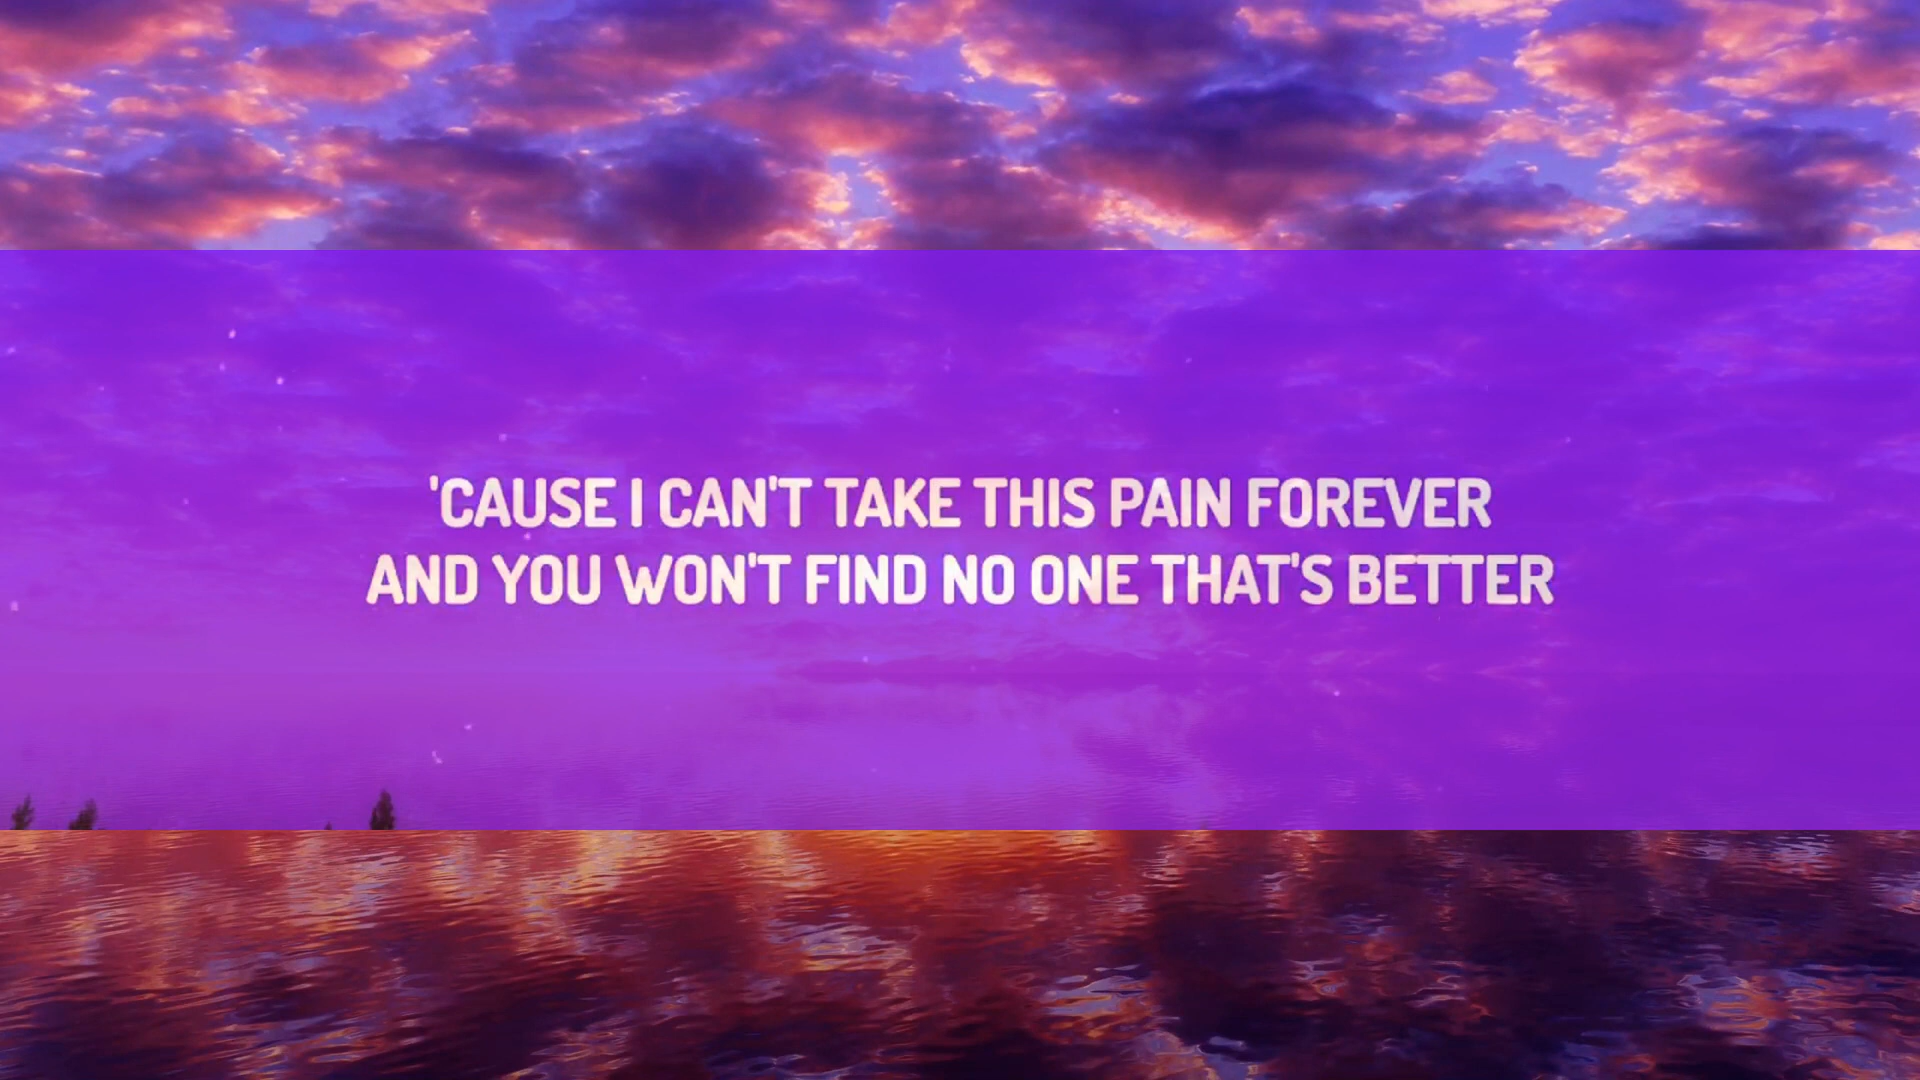 'CAUSE I CAN'T TAKE THIS PAIN FOREVER
AND YOU WON'T FIND NO ONE THAT'S BETTER